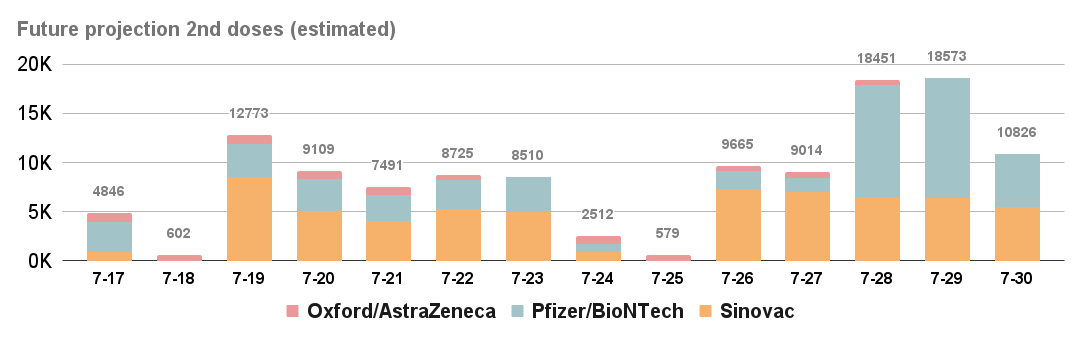 Future projection 2nd doses (estimated)
20K
15K
10K
5K
0K
4846
602
12773
9109
7491
8725
8510
2512
579
9665
9014
18451
18573
10826
7-17 7-18 7-19 7-20 7-21 7-22 7-23 7-24 7-25 7-26 7-27 7-28 7-29 7-30
Oxford/AstraZeneca Pfizer/BioNTech Sinovac